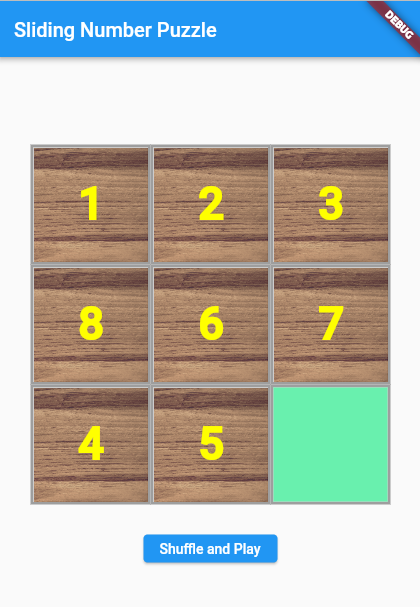 Sliding Number Puzzle
DEBUG
1 2 3
8 6 7
4 5
Shuffle and Play